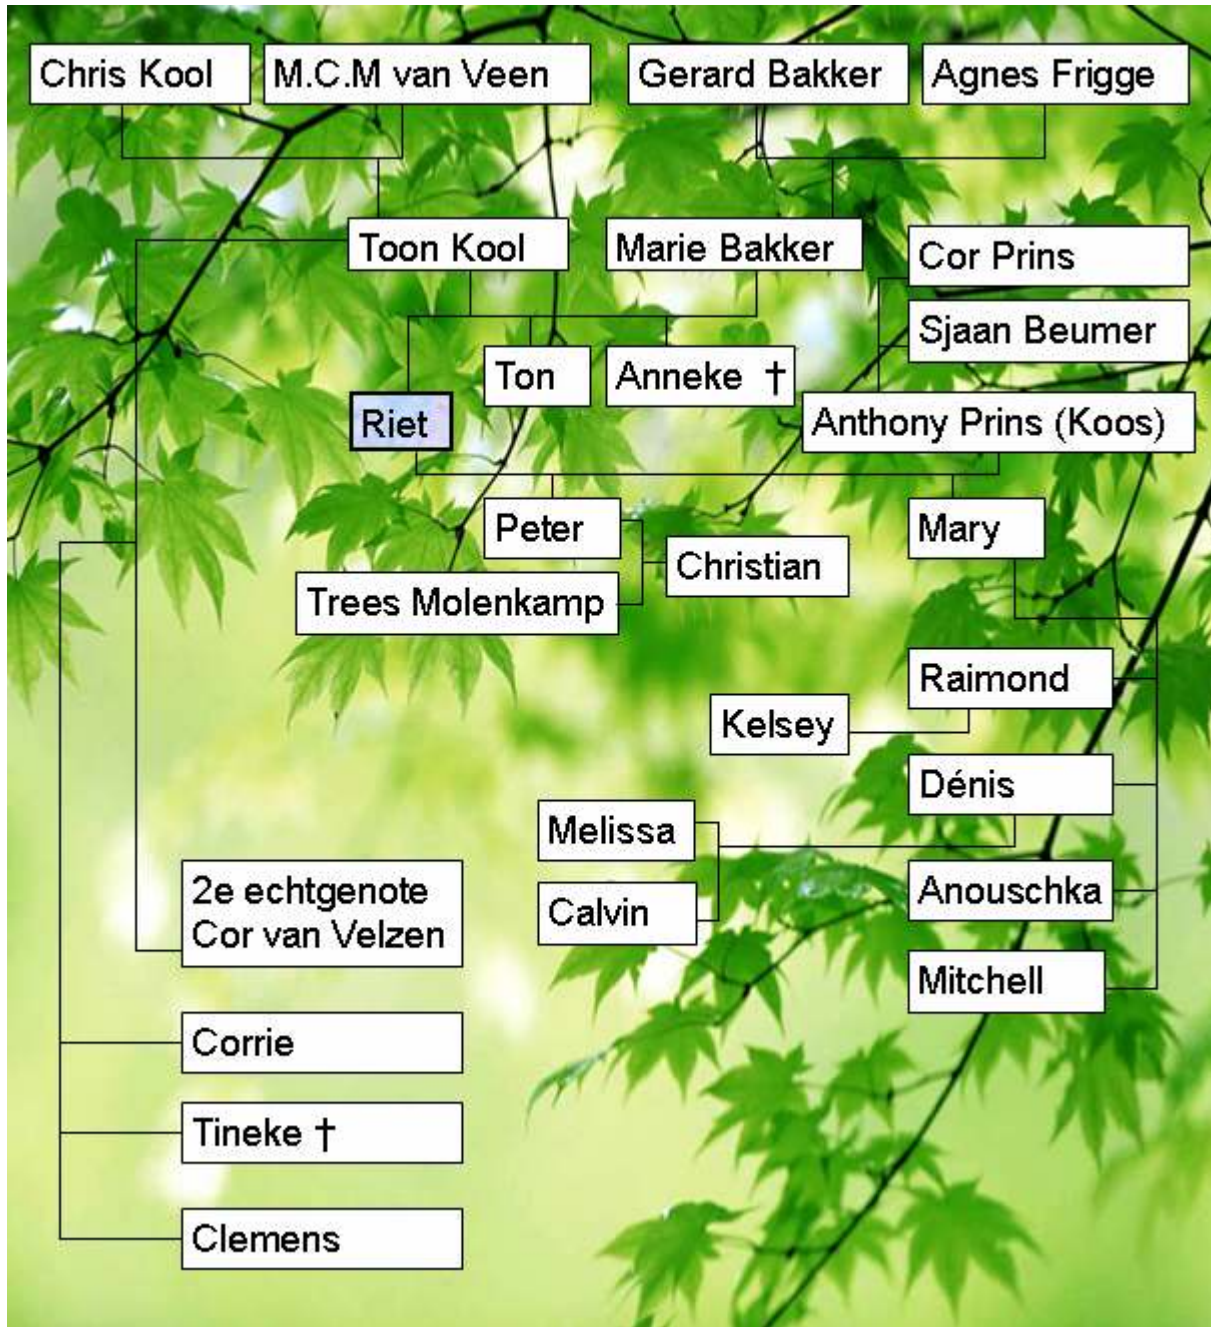 Chris Kool
M.C.M van Veen
Gerard Bakker
Agnes Frigge
Toon Kool
Marie Bakker
Cor Prins
Sjaan Beumer
Ton
Anneke †
Riet
Anthony Prins (Koos)
Peter
Mary
Christian
Trees Molenkamp
Raimond
Kelsey
Dénis
Melissa
Calvin
Anouschka
Mitchell
2e echtgenote
Cor van Velzen
Corrie
Tineke †
Clemens